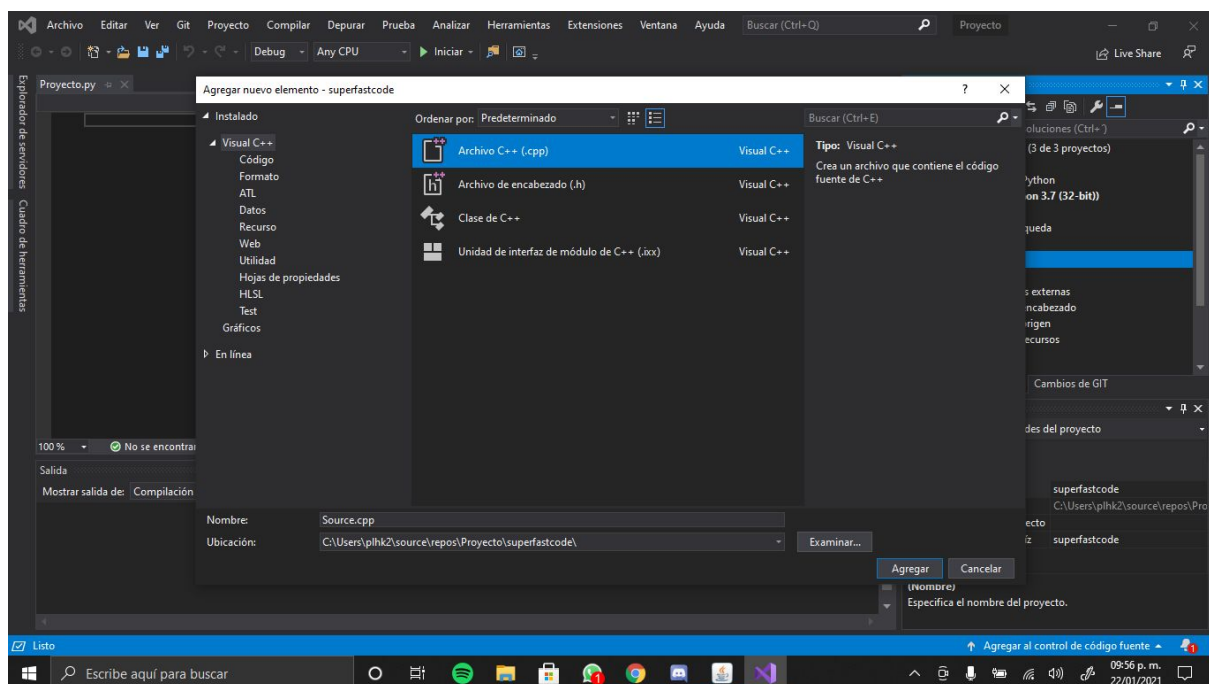 Archivo Editar Ver Git Proyecto Compilar Depurar Prueba Analizar Herramientas Extensiones Ventana Ayuda Buscar (Ctrl+Q) Proyecto
Debug Any CPU Iniciar Live Share
Explorador de servidores
Cuadro de herramientas
Proyecto.py
Agregar nuevo elemento - superfastcode ? ×
Instalado
Visual C++
Código
Formato
ATL
Datos
Recurso
Web
Utilidad
Hojas de propiedades
HLSL
Test
Gráficos
En línea
Ordenar por: Predeterminado
Archivo C++ (.cpp) Visual C++
Archivo de encabezado (.h) Visual C++
Clase de C++ Visual C++
Unidad de interfaz de módulo de C++ (.ixx) Visual C++
Buscar (Ctrl+E)
Tipo: Visual C++
Crea un archivo que contiene el código
fuente de C++
Nombre: Source.cpp
Ubicación: C:\Users\plhk2\source\repos\Proyecto\superfastcode\
Examinar...
Agregar Cancelar
oluciones (Ctrl+´)
(3 de 3 proyectos)
ython
on 3.7 (32-bit))
queda
s externas
ncabezado
rigen
ecursos
Cambios de GIT
des del proyecto
superfastcode
C:\Users\plhk2\source\repos\Pro
ecto
íz superfastcode
(Nombre)
Especifica el nombre del proyecto.
100 % No se encontrar
Salida
Mostrar salida de: Compilación
Listo
Agregar al control de código fuente 1
Escribe aquí para buscar
09:56 p. m.
22/01/2021